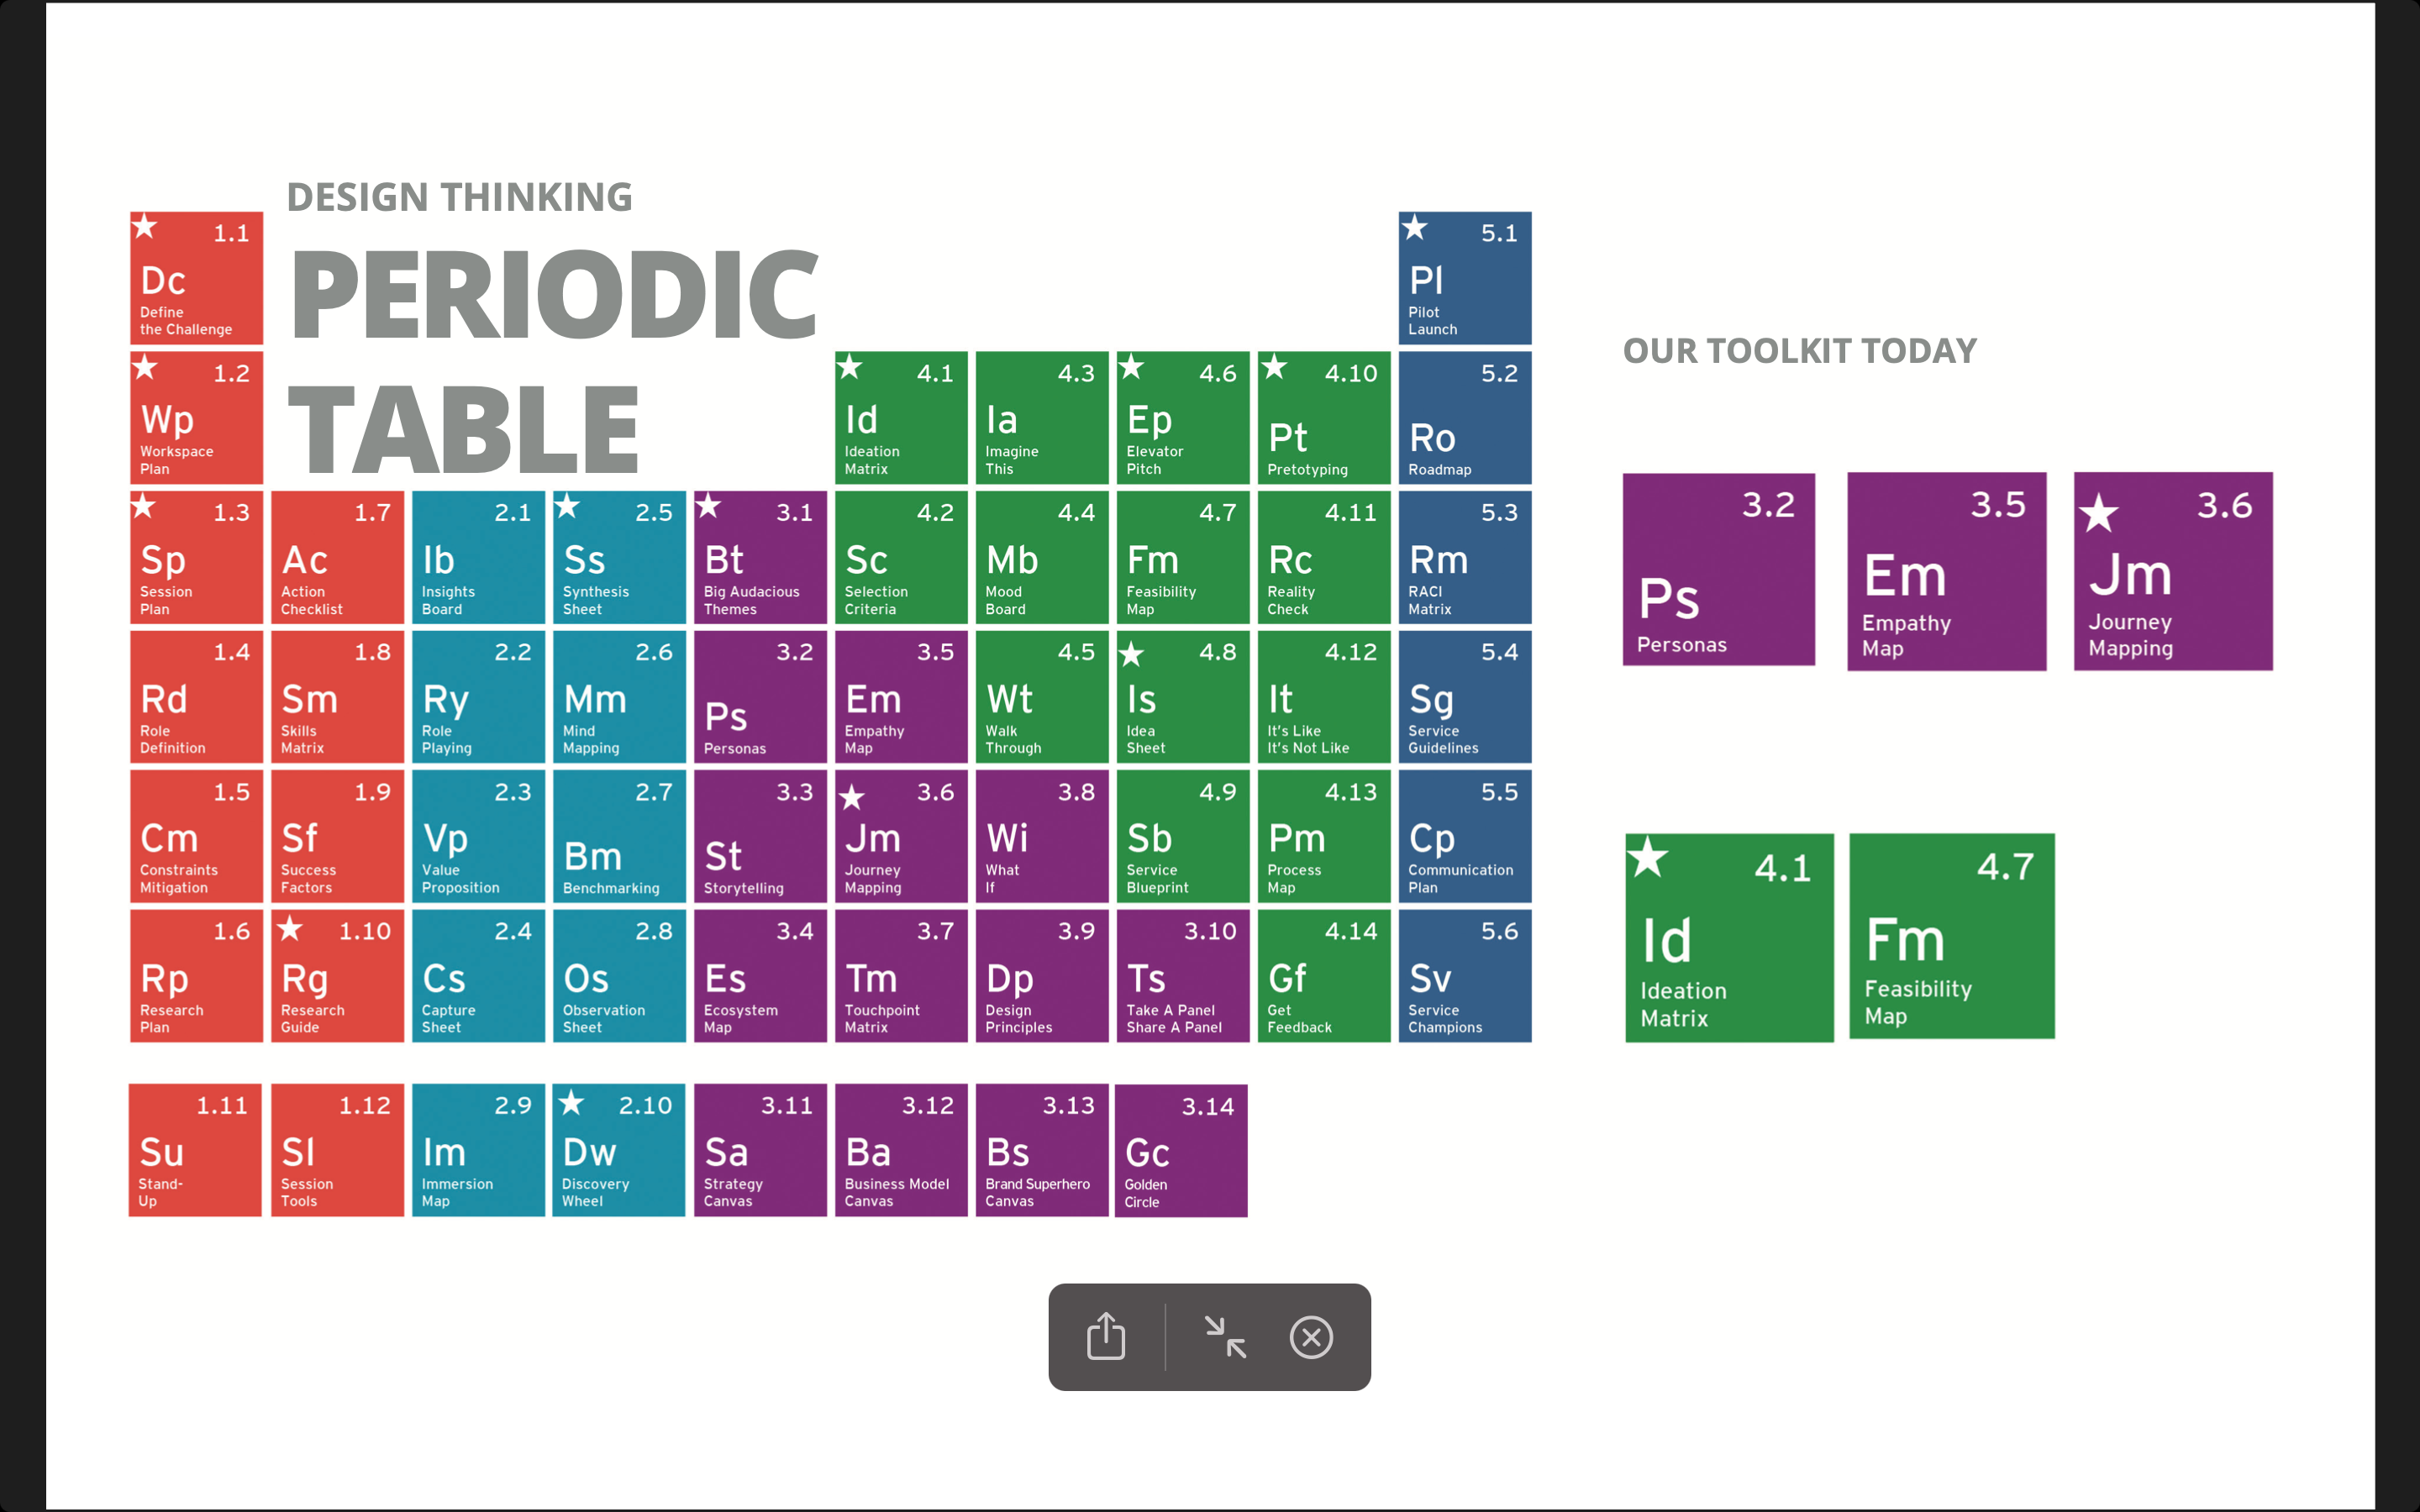 DESIGN THINKING
PERIODIC
TABLE
1.1
Dc
Define
the Challenge
5.1
Pl
Pilot
Launch
OUR TOOLKIT TODAY
1.2
Wp
Workspace
Plan
4.1
Id
Ideation
Matrix
4.3
Ia
Imagine
This
4.6
Ep
Elevator
Pitch
4.10
Pt
Pretotyping
5.2
Ro
Roadmap
1.3
Sp
Session
Plan
1.7
Ac
Action
Checklist
2.1
Ib
Insights
Board
2.5
Ss
Synthesis
Sheet
3.1
Bt
Big Audacious
Themes
4.2
Sc
Selection
Criteria
4.4
Mb
Mood
Board
4.7
Fm
Feasibility
Map
4.11
Rc
Reality
Check
5.3
Rm
RACI
Matrix
1.4
Rd
Role
Definition
1.8
Sm
Skills
Matrix
2.2
Ry
Role
Playing
2.6
Mm
Mind
Mapping
3.2
Ps
Personas
3.5
Em
Empathy
Map
4.5
Wt
Walk
Through
4.8
Is
Idea
Sheet
4.12
It
It's Like
It's Not Like
5.4
Sg
Service
Guidelines
1.5
Cm
Constraints
Mitigation
1.9
Sf
Success
Factors
2.3
Vp
Value
Proposition
2.7
Bm
Benchmarking
3.3
St
Storytelling
3.6
Jm
Journey
Mapping
3.8
Wi
What
If
4.9
Sb
Service
Blueprint
4.13
Pm
Process
Map
5.5
Cp
Communication
Plan
1.6
Rp
Research
Plan
1.10
Rg
Research
Guide
2.4
Cs
Capture
Sheet
2.8
Os
Observation
Sheet
3.4
Es
Ecosystem
Map
3.7
Tm
Touchpoint
Matrix
3.9
Dp
Design
Principles
3.10
Ts
Take A Panel
Share A Panel
4.14
Gf
Get
Feedback
5.6
Sv
Service
Champions
1.11
Su
Stand-
Up
1.12
Sl
Session
Tools
2.9
Im
Immersion
Map
2.10
Dw
Discovery
Wheel
3.11
Sa
Strategy
Canvas
3.12
Ba
Business Model
Canvas
3.13
Bs
Brand Superhero
Canvas
3.14
Gc
Golden
Circle
3.2
Ps
Personas
3.5
Em
Empathy
Map
3.6
Jm
Journey
Mapping
4.1
Id
Ideation
Matrix
4.7
Fm
Feasibility
Map